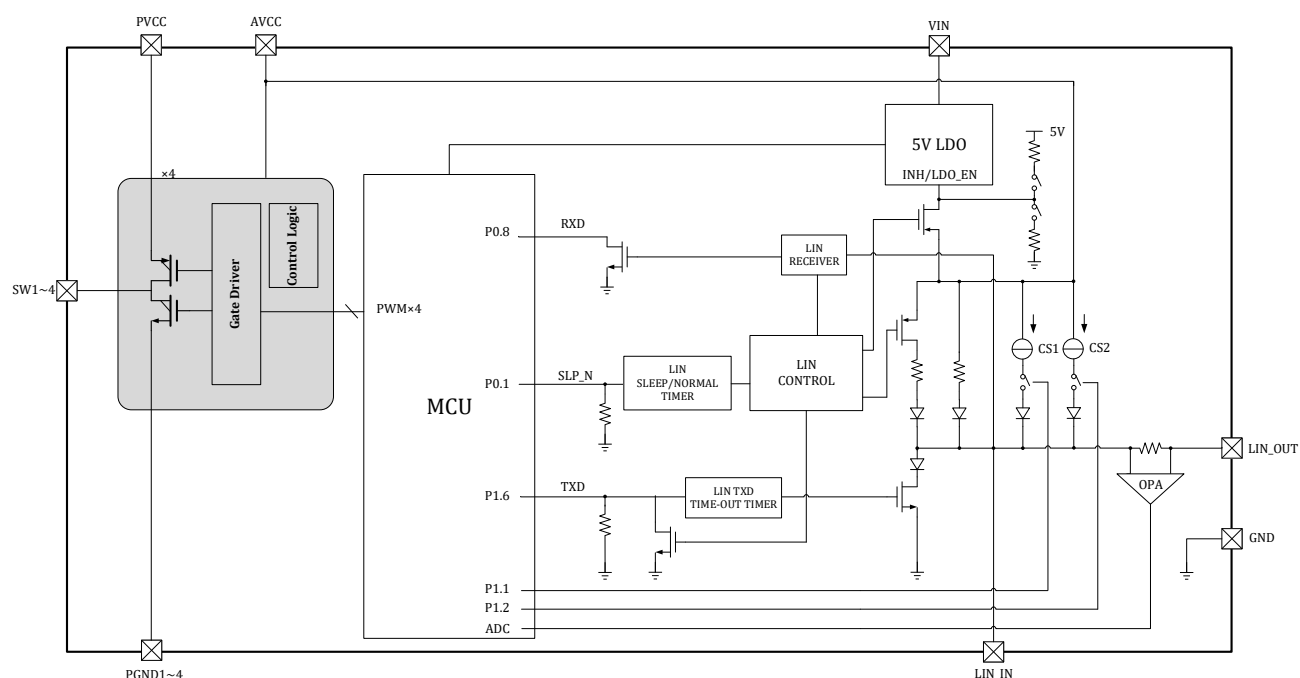 PVCC
AVCC
VIN
×4
5V LDO
INH/LDO_EN
5V
Control Logic
Gate Driver
SW1~4
PWM×4
MCU
P0.8
RXD
LIN
RECEIVER
P0.1
SLP_N
LIN
SLEEP/NORMAL
TIMER
LIN
CONTROL
CS1
CS2
P1.6
TXD
LIN TXD
TIME-OUT TIMER
LIN_OUT
OPA
GND
P1.1
P1.2
ADC
PGND1~4
LIN_IN